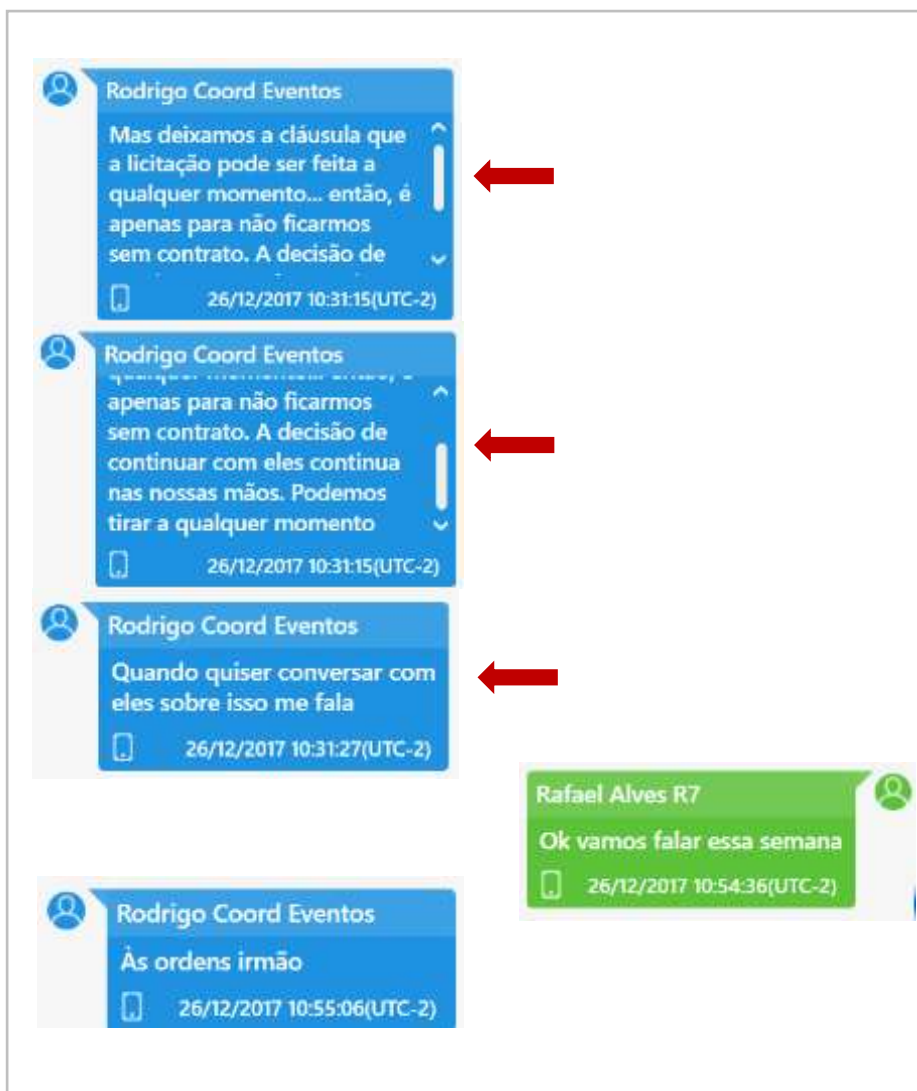 Rodrigo Coord Eventos
Mas deixamos a cláusula que
a licitação pode ser feita a
qualquer momento... então, é
apenas para não ficarmos
sem contrato. A decisão de
26/12/2017 10:31:15(UTC-2)
Rodrigo Coord Eventos
qualquer momento... então, é
apenas para não ficarmos
sem contrato. A decisão de
continuar com eles continua
nas nossas mãos. Podemos
tirar a qualquer momento
26/12/2017 10:31:15(UTC-2)
Rodrigo Coord Eventos
Quando quiser conversar com
eles sobre isso me fala
26/12/2017 10:31:27(UTC-2)
Rafael Alves R7
Ok vamos falar essa semana
26/12/2017 10:54:36(UTC-2)
Rodrigo Coord Eventos
Às ordens irmão
26/12/2017 10:55:06(UTC-2)